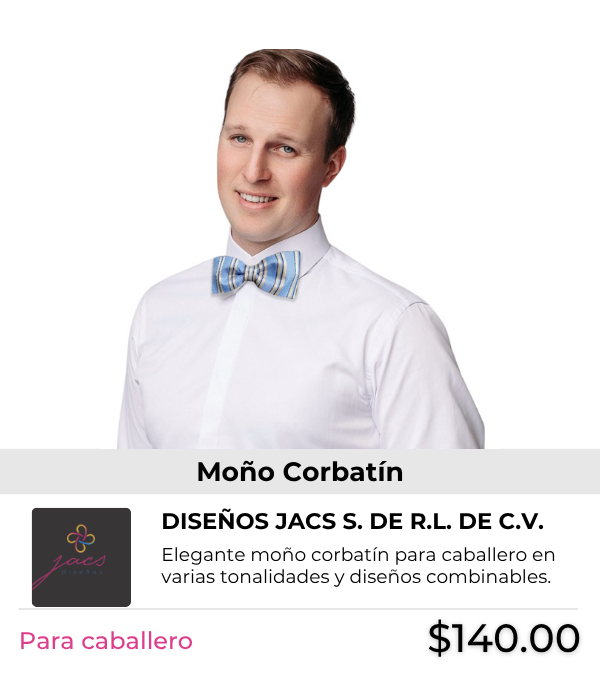 Moño Corbatín
DISEÑOS JACS S. DE R.L. DE C.V.
Elegante moño corbatín para caballero en
varias tonalidades y diseños combinables.
jacs
DISEÑOS
Para caballero
$140.00